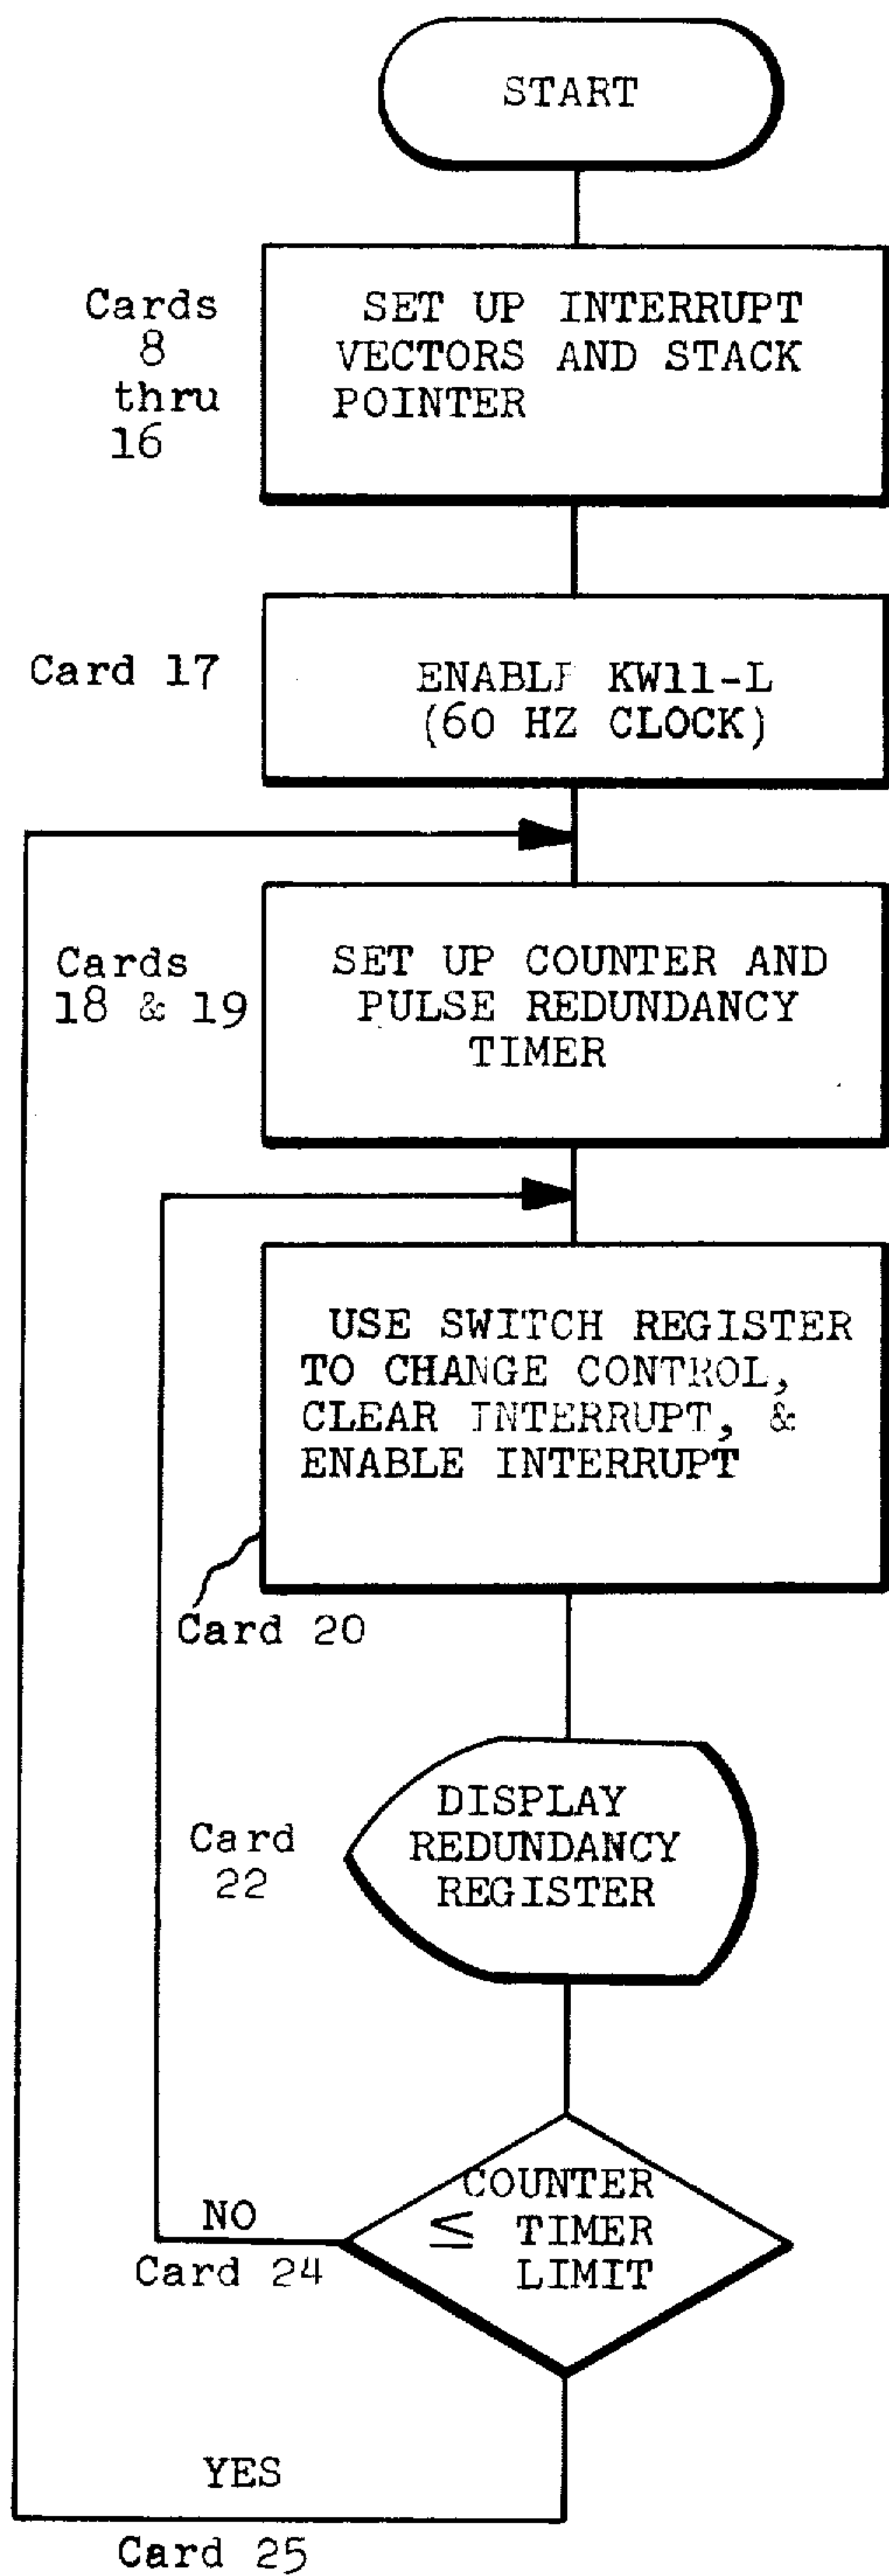 START
Cards
8
thru
16
SET UP INTERRUPT
VECTORS AND STACK
POINTER
Card 17
ENABLE KW11-L
(60 HZ CLOCK)
Cards
18 & 19
SET UP COUNTER AND
PULSE REDUNDANCY
TIMER
USE SWITCH REGISTER
TO CHANGE CONTROL,
CLEAR INTERRUPT, &
ENABLE INTERRUPT
Card 20
Card
22
DISPLAY
REDUNDANCY
REGISTER
COUNTER
≤ TIMER
LIMIT
NO
Card 24
YES
Card 25